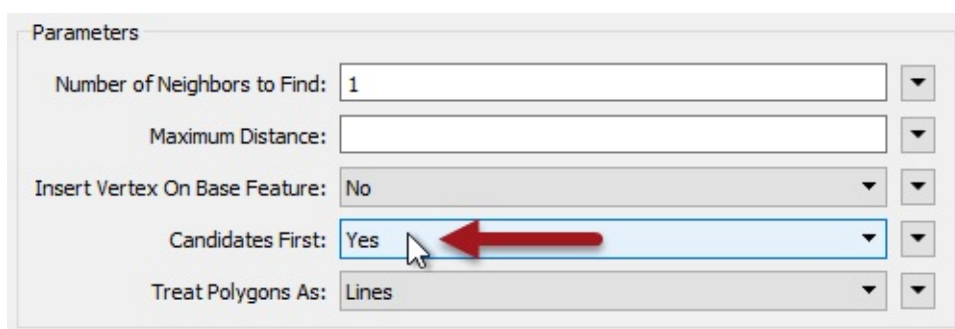 Parameters
Number of Neighbors to Find: 1
Maximum Distance:
Insert Vertex On Base Feature: No
Candidates First: Yes
Treat Polygons As: Lines